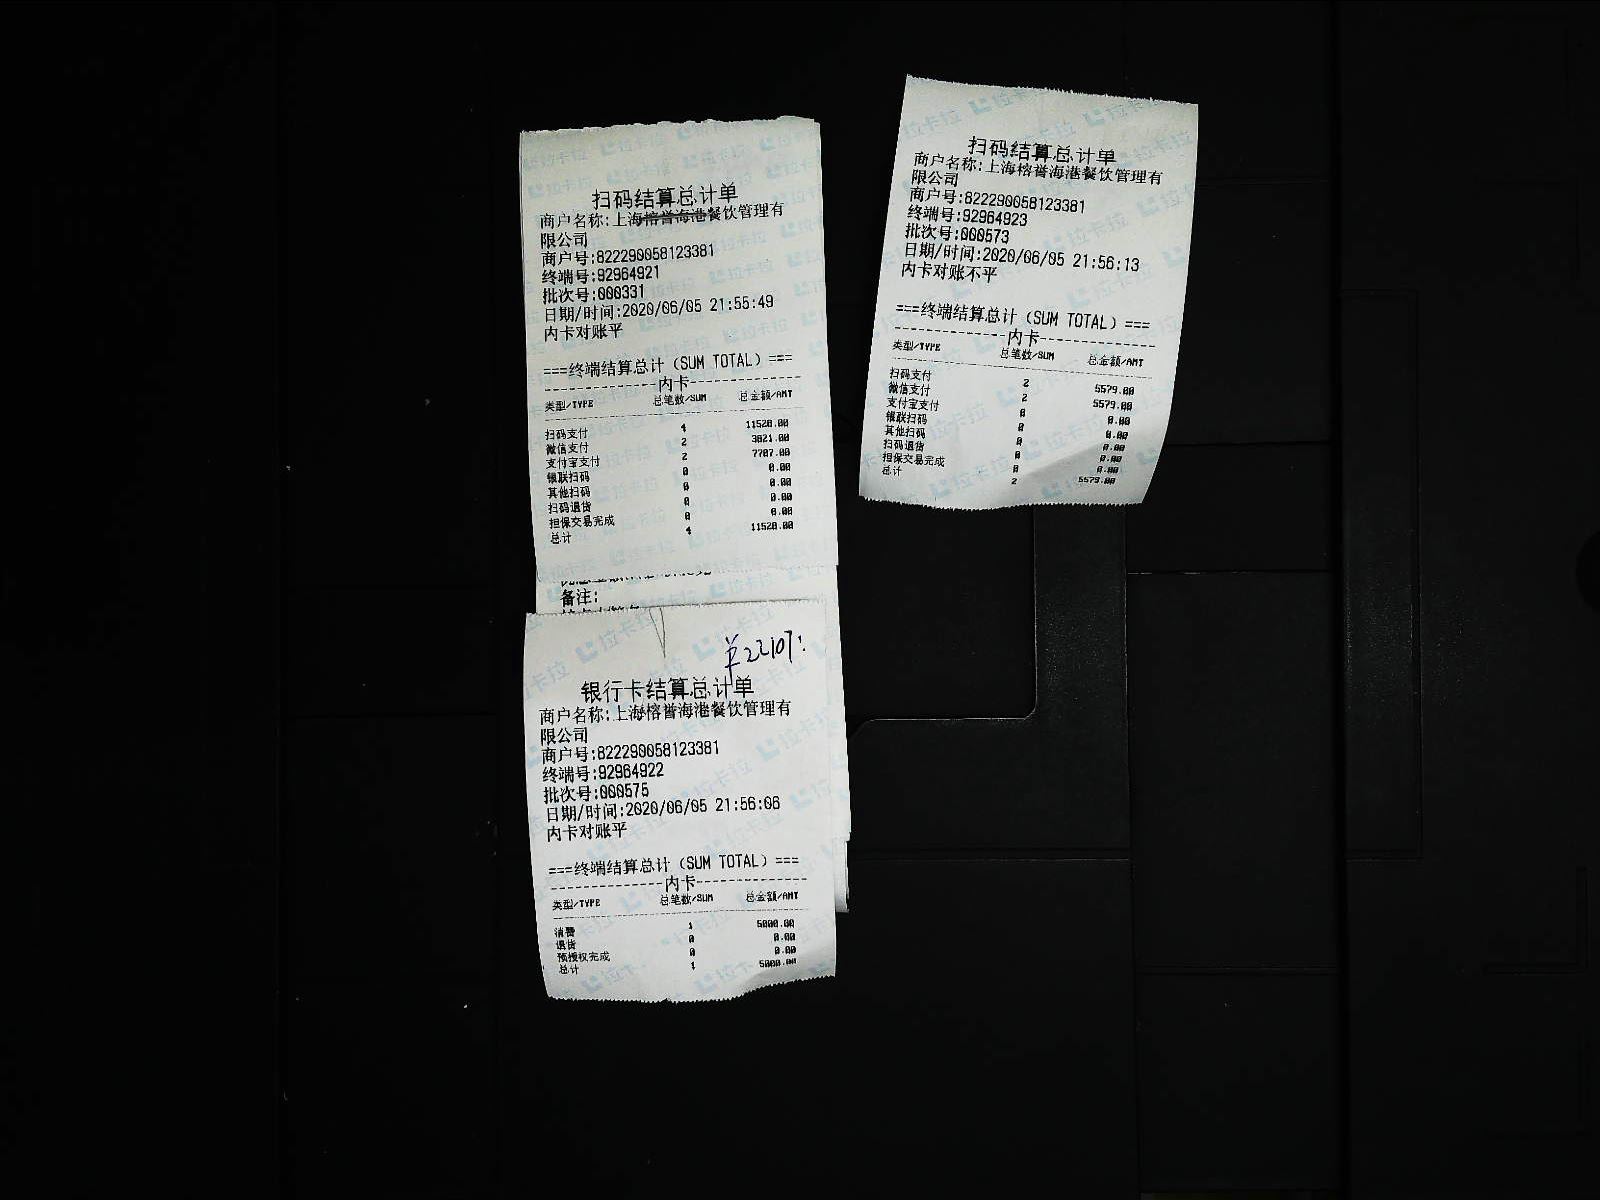 扫码结算总计单
商户名称:上海榕誉海港餐饮管理有
限公司
商户号:822290058123381
终端号:92964921
批次号:000331
日期/时间:2020/06/05 21:55:49
内卡对账平
===终端结算总计(SUM TOTAL)===
内卡
类型/TYPE 总笔数/SUM 总金额/AMT
扫码支付 4 11528.00
微信支付 2 3821.00
支付宝支付 2 7707.00
银联扫码 0 0.00
其他扫码 0 0.00
扫码退货 0 0.00
担保交易完成 0 0.00
总计 4 11528.00
备注:
¥22107
银行卡结算总计单
商户名称:上海榕誉海港餐饮管理有
限公司
商户号:822290058123381
终端号:92964922
批次号:000575
日期/时间:2020/06/05 21:56:06
内卡对账平
===终端结算总计(SUM TOTAL)===
内卡
类型/TYPE 总笔数/SUM 总金额/AMT
消费 1 5000.00
退货 0 0.00
预授权完成 0 0.00
总计 1 5000.00
扫码结算总计单
商户名称:上海榕誉海港餐饮管理有
限公司
商户号:822290058123381
终端号:92964923
批次号:000573
日期/时间:2020/06/05 21:56:13
内卡对账不平
===终端结算总计(SUM TOTAL)===
内卡
类型/TYPE 总笔数/SUM 总金额/AMT
扫码支付 2 5579.00
微信支付 2 5579.00
支付宝支付 0 0.00
银联扫码 0 0.00
其他扫码 0 0.00
扫码退货 0 0.00
担保交易完成 0 0.00
总计 2 5579.00
拉卡拉